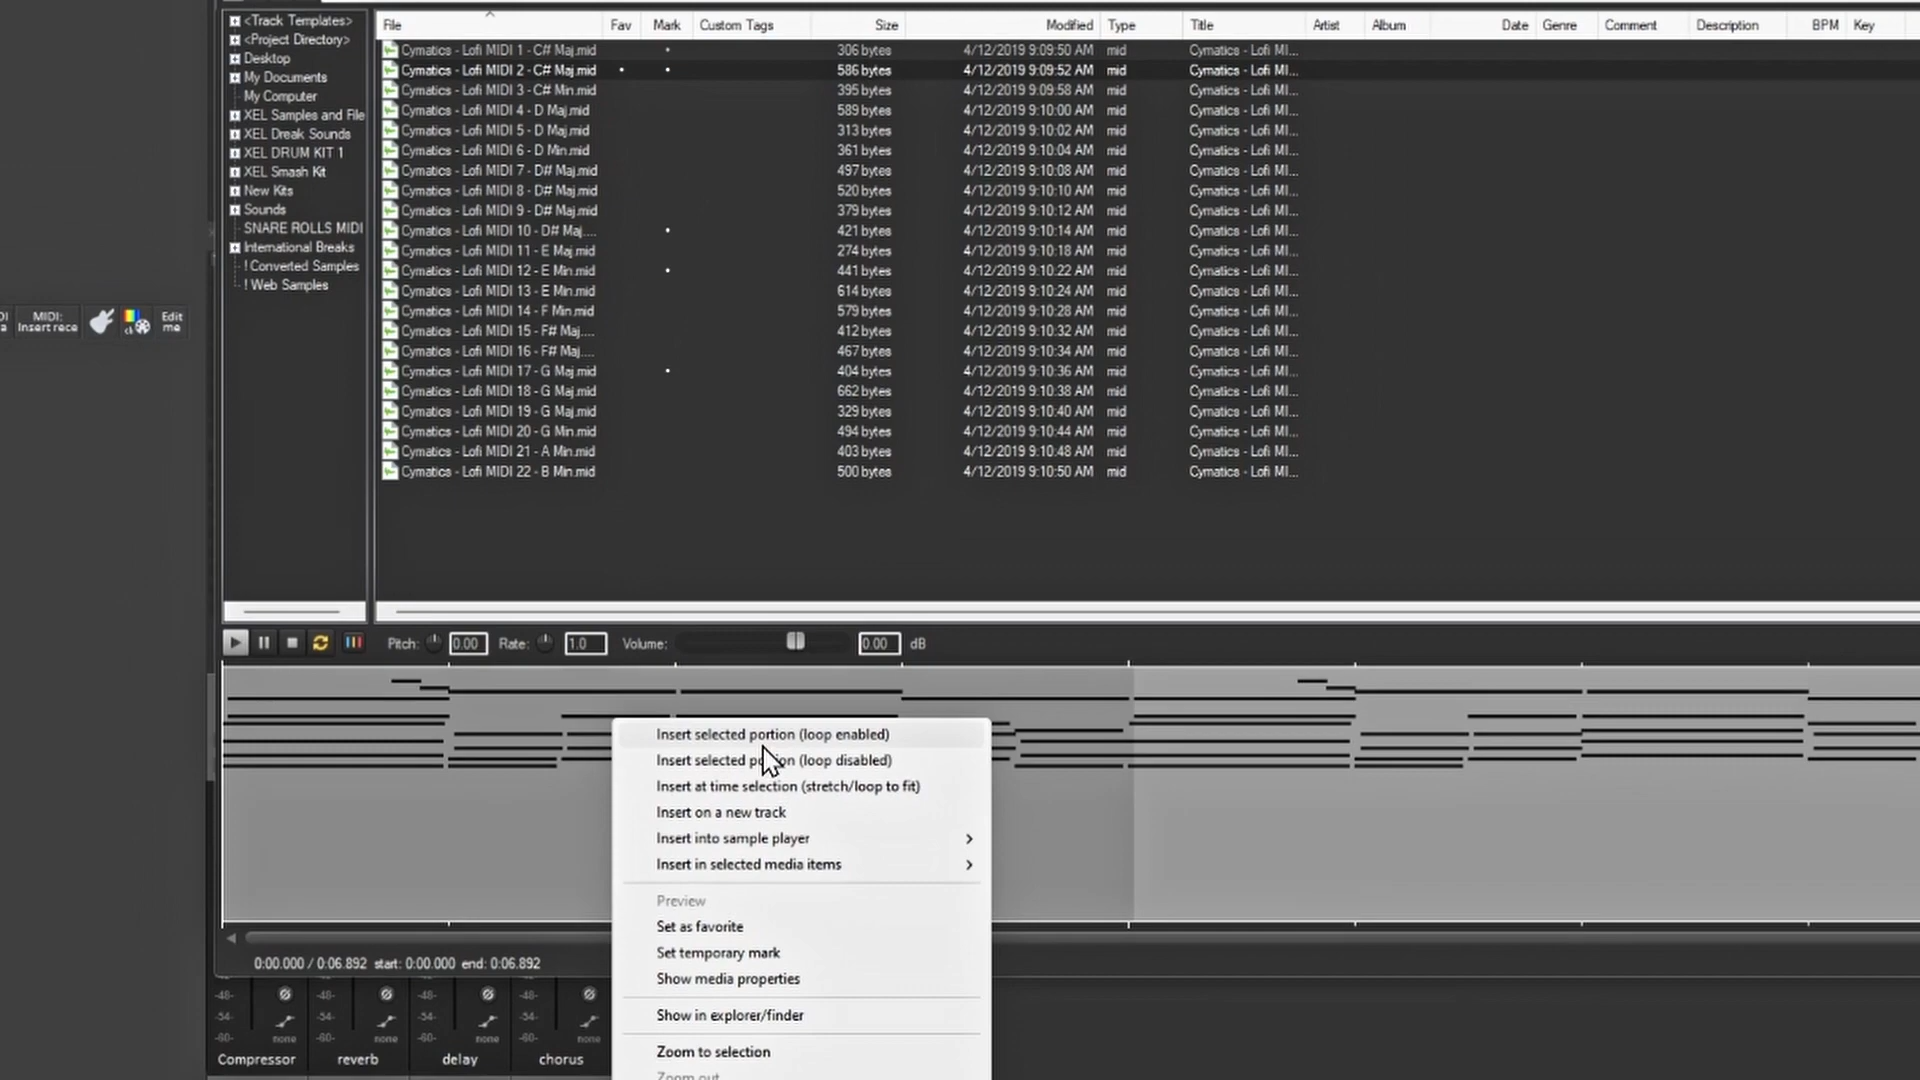 <Track Templates>
<Project Directory>
Desktop
My Documents
My Computer
XEL Samples and File
XEL Dreak Sounds
XEL DRUM KIT 1
XEL Smash Kit
New Kits
Sounds
SNARE ROLLS MIDI
International Breaks
! Converted Samples
! Web Samples
MIDI:
Insert rece
Edit
me
File Fav Mark Custom Tags Size Modified Type Title Artist Album Date Genre Comment Description BPM Key
Cymatics - Lofi MIDI 1 - C# Maj.mid • 306 bytes 4/12/2019 9:09:50 AM mid Cymatics - Lofi MI...
Cymatics - Lofi MIDI 2 - C# Maj.mid • • 586 bytes 4/12/2019 9:09:52 AM mid Cymatics - Lofi MI...
Cymatics - Lofi MIDI 3 - C# Min.mid 395 bytes 4/12/2019 9:09:58 AM mid Cymatics - Lofi MI...
Cymatics - Lofi MIDI 4 - D Maj.mid 589 bytes 4/12/2019 9:10:00 AM mid Cymatics - Lofi MI...
Cymatics - Lofi MIDI 5 - D Maj.mid 313 bytes 4/12/2019 9:10:02 AM mid Cymatics - Lofi MI...
Cymatics - Lofi MIDI 6 - D Min.mid 361 bytes 4/12/2019 9:10:04 AM mid Cymatics - Lofi MI...
Cymatics - Lofi MIDI 7 - D# Maj.mid 497 bytes 4/12/2019 9:10:08 AM mid Cymatics - Lofi MI...
Cymatics - Lofi MIDI 8 - D# Maj.mid 520 bytes 4/12/2019 9:10:10 AM mid Cymatics - Lofi MI...
Cymatics - Lofi MIDI 9 - D# Maj.mid 379 bytes 4/12/2019 9:10:12 AM mid Cymatics - Lofi MI...
Cymatics - Lofi MIDI 10 - D# Maj.... • 421 bytes 4/12/2019 9:10:14 AM mid Cymatics - Lofi MI...
Cymatics - Lofi MIDI 11 - E Maj.mid 274 bytes 4/12/2019 9:10:18 AM mid Cymatics - Lofi MI...
Cymatics - Lofi MIDI 12 - E Min.mid • 441 bytes 4/12/2019 9:10:22 AM mid Cymatics - Lofi MI...
Cymatics - Lofi MIDI 13 - E Min.mid 614 bytes 4/12/2019 9:10:24 AM mid Cymatics - Lofi MI...
Cymatics - Lofi MIDI 14 - F Min.mid 579 bytes 4/12/2019 9:10:28 AM mid Cymatics - Lofi MI...
Cymatics - Lofi MIDI 15 - F# Maj.... 412 bytes 4/12/2019 9:10:32 AM mid Cymatics - Lofi MI...
Cymatics - Lofi MIDI 16 - F# Maj.... 467 bytes 4/12/2019 9:10:34 AM mid Cymatics - Lofi MI...
Cymatics - Lofi MIDI 17 - G Maj.mid • 404 bytes 4/12/2019 9:10:36 AM mid Cymatics - Lofi MI...
Cymatics - Lofi MIDI 18 - G Maj.mid 662 bytes 4/12/2019 9:10:38 AM mid Cymatics - Lofi MI...
Cymatics - Lofi MIDI 19 - G Maj.mid 329 bytes 4/12/2019 9:10:40 AM mid Cymatics - Lofi MI...
Cymatics - Lofi MIDI 20 - G Min.mid 494 bytes 4/12/2019 9:10:44 AM mid Cymatics - Lofi MI...
Cymatics - Lofi MIDI 21 - A Min.mid 403 bytes 4/12/2019 9:10:48 AM mid Cymatics - Lofi MI...
Cymatics - Lofi MIDI 22 - B Min.mid 500 bytes 4/12/2019 9:10:50 AM mid Cymatics - Lofi MI...
Pitch: 0.00 Rate: 1.0 Volume: 0.00 dB
Insert selected portion (loop enabled)
Insert selected portion (loop disabled)
Insert at time selection (stretch/loop to fit)
Insert on a new track
Insert into sample player
Insert in selected media items
Preview
Set as favorite
Set temporary mark
Show media properties
Show in explorer/finder
Zoom to selection
Zoom out
0:00.000 / 0:06.892 start: 0:00.000 end: 0:06.892
-48- -48- -48- -48-
-54- -54- -54- -54-
-60- none -60- none -60- none -60- none
Compressor reverb delay chorus